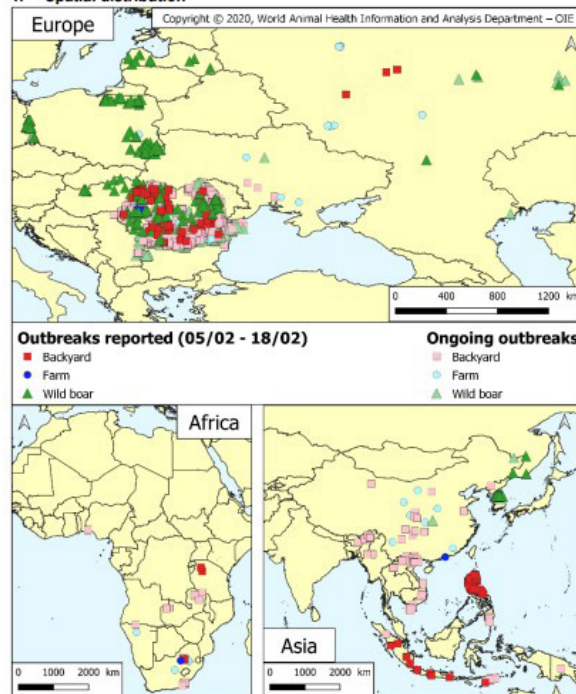 Spatial distribution
Europe
Copyright © 2020, World Animal Health Information and Analysis Department – OIE
0 400 800 1200 km
Outbreaks reported (05/02 - 18/02)
Backyard
Farm
Wild boar
Ongoing outbreaks
Backyard
Farm
Wild boar
Africa
0 1000 2000 km
Asia
0 1000 2000 km